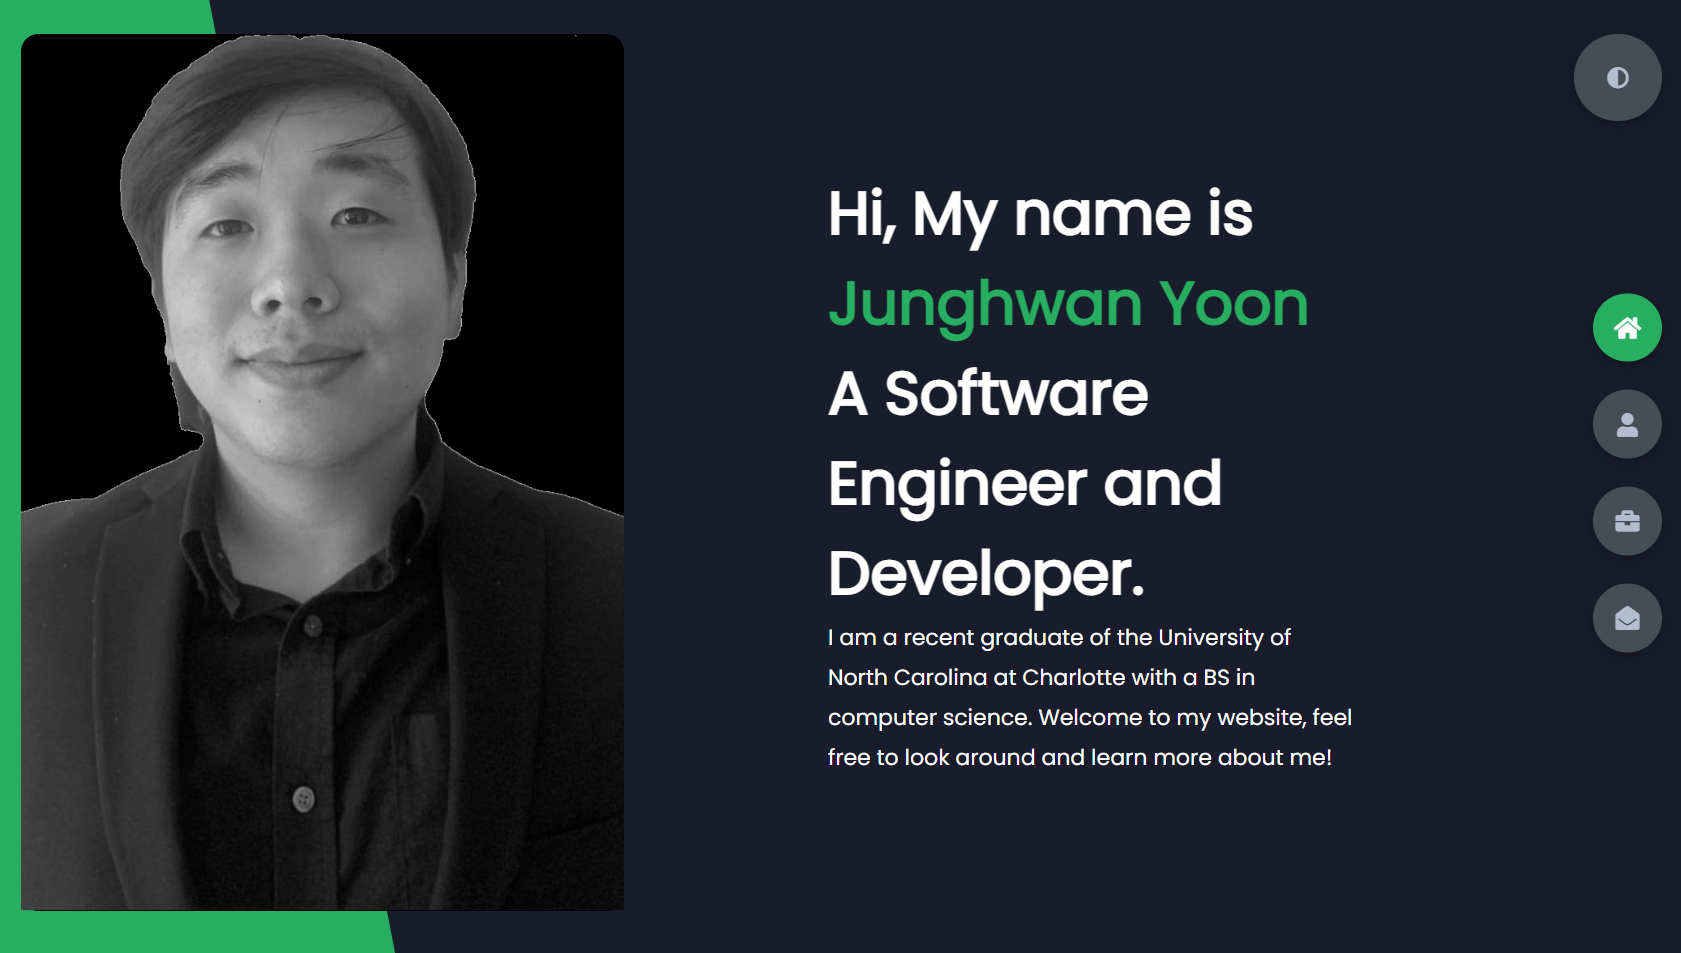 Hi, My name is
Junghwan Yoon
A Software
Engineer and
Developer.
I am a recent graduate of the University of
North Carolina at Charlotte with a BS in
computer science. Welcome to my website, feel
free to look around and learn more about me!